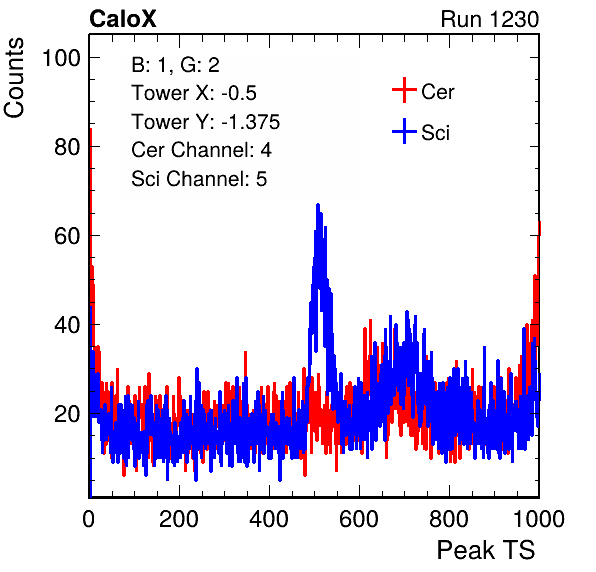 CaloX Run 1230
Counts
100
80
60
40
20
B: 1, G: 2
Tower X: -0.5
Tower Y: -1.375
Cer Channel: 4
Sci Channel: 5
Cer
Sci
0 200 400 600 800 1000
Peak TS